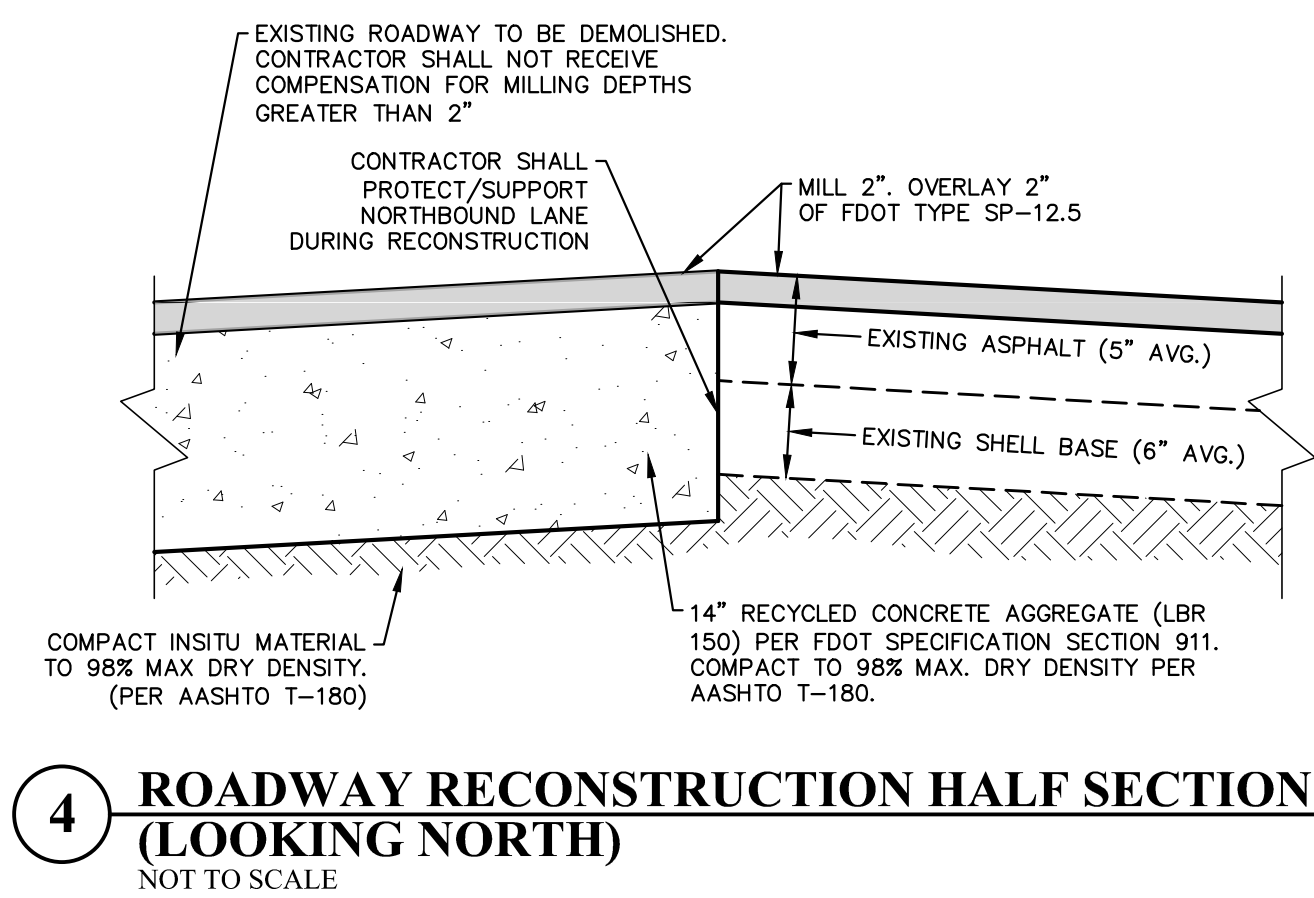 EXISTING ROADWAY TO BE DEMOLISHED.
CONTRACTOR SHALL NOT RECEIVE
COMPENSATION FOR MILLING DEPTHS
GREATER THAN 2”
CONTRACTOR SHALL
PROTECT/SUPPORT
NORTHBOUND LANE
DURING RECONSTRUCTION
MILL 2”. OVERLAY 2”
OF FDOT TYPE SP-12.5
EXISTING ASPHALT (5” AVG.)
EXISTING SHELL BASE (6” AVG.)
COMPACT INSITU MATERIAL
TO 98% MAX DRY DENSITY.
(PER AASHTO T-180)
14” RECYCLED CONCRETE AGGREGATE (LBR
150) PER FDOT SPECIFICATION SECTION 911.
COMPACT TO 98% MAX. DRY DENSITY PER
AASHTO T-180.
4
ROADWAY RECONSTRUCTION HALF SECTION
(LOOKING NORTH)
NOT TO SCALE